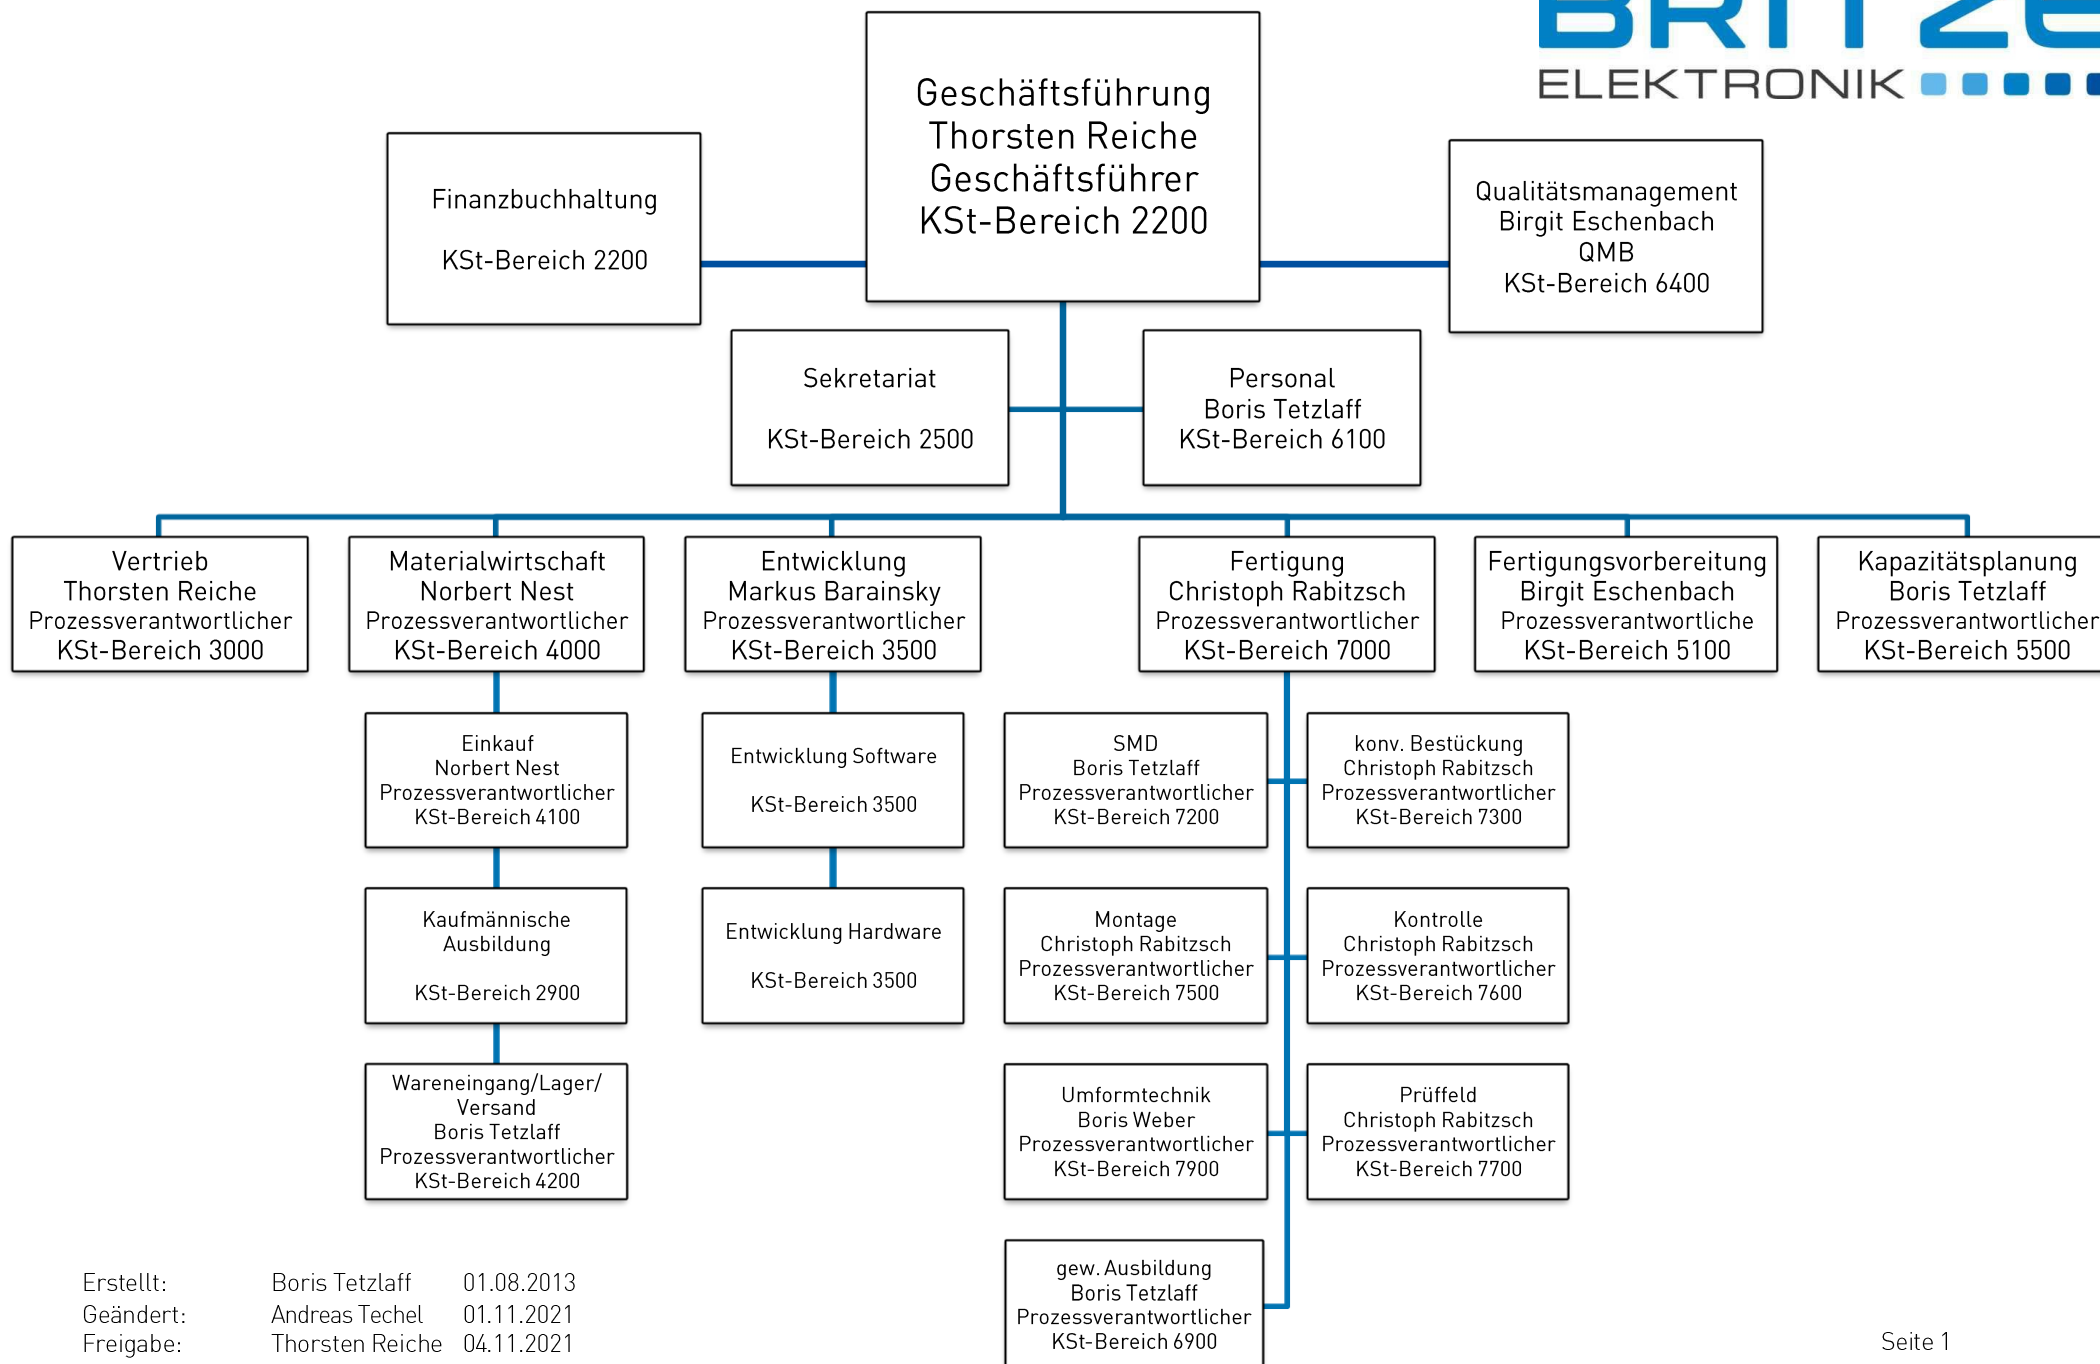 ELEKTRONIK
Geschäftsführung
Thorsten Reiche
Geschäftsführer
KSt-Bereich 2200
Finanzbuchhaltung
KSt-Bereich 2200
Qualitätsmanagement
Birgit Eschenbach
QMB
KSt-Bereich 6400
Sekretariat
KSt-Bereich 2500
Personal
Boris Tetzlaff
KSt-Bereich 6100
Vertrieb
Thorsten Reiche
Prozessverantwortlicher
KSt-Bereich 3000
Materialwirtschaft
Norbert Nest
Prozessverantwortlicher
KSt-Bereich 4000
Entwicklung
Markus Barainsky
Prozessverantwortlicher
KSt-Bereich 3500
Fertigung
Christoph Rabitzsch
Prozessverantwortlicher
KSt-Bereich 7000
Fertigungsvorbereitung
Birgit Eschenbach
Prozessverantwortliche
KSt-Bereich 5100
Kapazitätsplanung
Boris Tetzlaff
Prozessverantwortlicher
KSt-Bereich 5500
Einkauf
Norbert Nest
Prozessverantwortlicher
KSt-Bereich 4100
Kaufmännische
Ausbildung
KSt-Bereich 2900
Wareneingang/Lager/
Versand
Boris Tetzlaff
Prozessverantwortlicher
KSt-Bereich 4200
Entwicklung Software
KSt-Bereich 3500
Entwicklung Hardware
KSt-Bereich 3500
SMD
Boris Tetzlaff
Prozessverantwortlicher
KSt-Bereich 7200
konv. Bestückung
Christoph Rabitzsch
Prozessverantwortlicher
KSt-Bereich 7300
Montage
Christoph Rabitzsch
Prozessverantwortlicher
KSt-Bereich 7500
Kontrolle
Christoph Rabitzsch
Prozessverantwortlicher
KSt-Bereich 7600
Umformtechnik
Boris Weber
Prozessverantwortlicher
KSt-Bereich 7900
Prüffeld
Christoph Rabitzsch
Prozessverantwortlicher
KSt-Bereich 7700
gew. Ausbildung
Boris Tetzlaff
Prozessverantwortlicher
KSt-Bereich 6900
Erstellt: Boris Tetzlaff 01.08.2013
Geändert: Andreas Techel 01.11.2021
Freigabe: Thorsten Reiche 04.11.2021
Seite 1